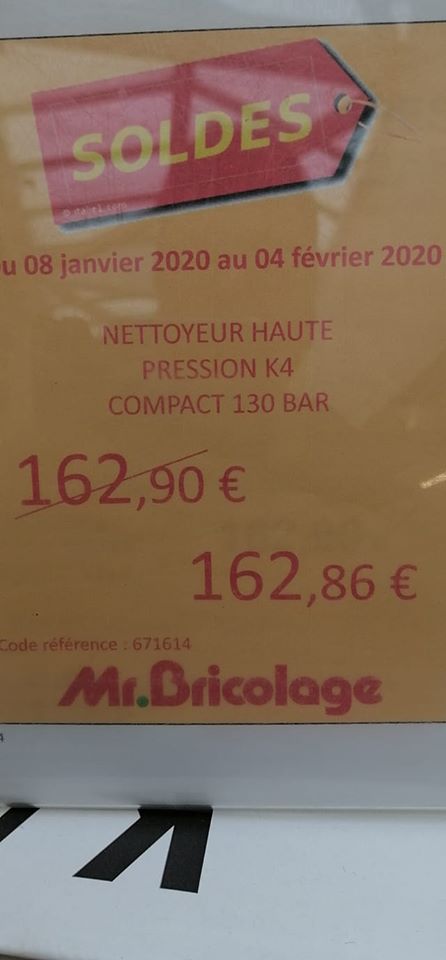 SOLDES
08 janvier 2020 au 04 février 2020
NETTOYEUR HAUTE
PRESSION K4
COMPACT 130 BAR
162,90 €
162,86 €
Code référence : 671614
Mr.Bricolage